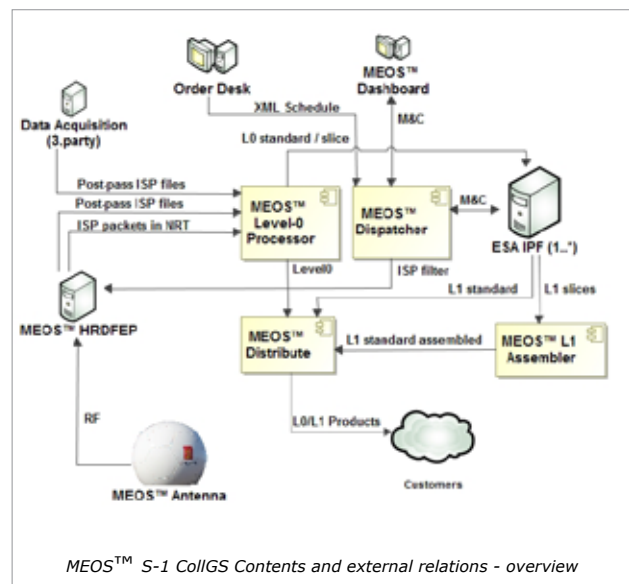 Order Desk
MEOS™
Dashboard
Data Acquisition
(3.party)
XML Schedule
M&C
L0 standard / slice
Post-pass ISP files
Post-pass ISP files
ISP packets in NRT
MEOS™
Level-0
Processor
MEOS™
Dispatcher
M&C
ESA IPF (1..*)
Level0
ISP filter
L1 standard
L1 slices
MEOS™ HRDFEP
MEOS™
Distribute
L1 standard assembled
MEOS™ L1
Assembler
RF
L0/L1 Products
MEOS™ Antenna
Customers
MEOS™ S-1 CollGS Contents and external relations - overview